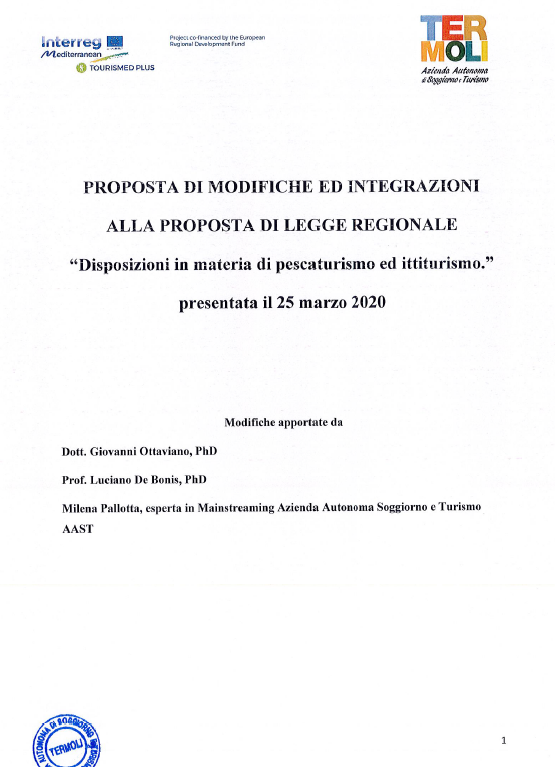 Interreg
Mediterranean
TOURISMED PLUS
Project co-financed by the European
Regional Development Fund
TER
MOLI
Azienda Autonoma
di Soggiorno e Turismo
PROPOSTA DI MODIFICHE ED INTEGRAZIONI
ALLA PROPOSTA DI LEGGE REGIONALE
“Disposizioni in materia di pescaturismo ed ittiturismo.”
presentata il 25 marzo 2020
Modifiche apportate da
Dott. Giovanni Ottaviano, PhD
Prof. Luciano De Bonis, PhD
Milena Pallotta, esperta in Mainstreaming Azienda Autonoma Soggiorno e Turismo
AAST
AUTONOMA DI SOGGIORNO
TERMOLI
1